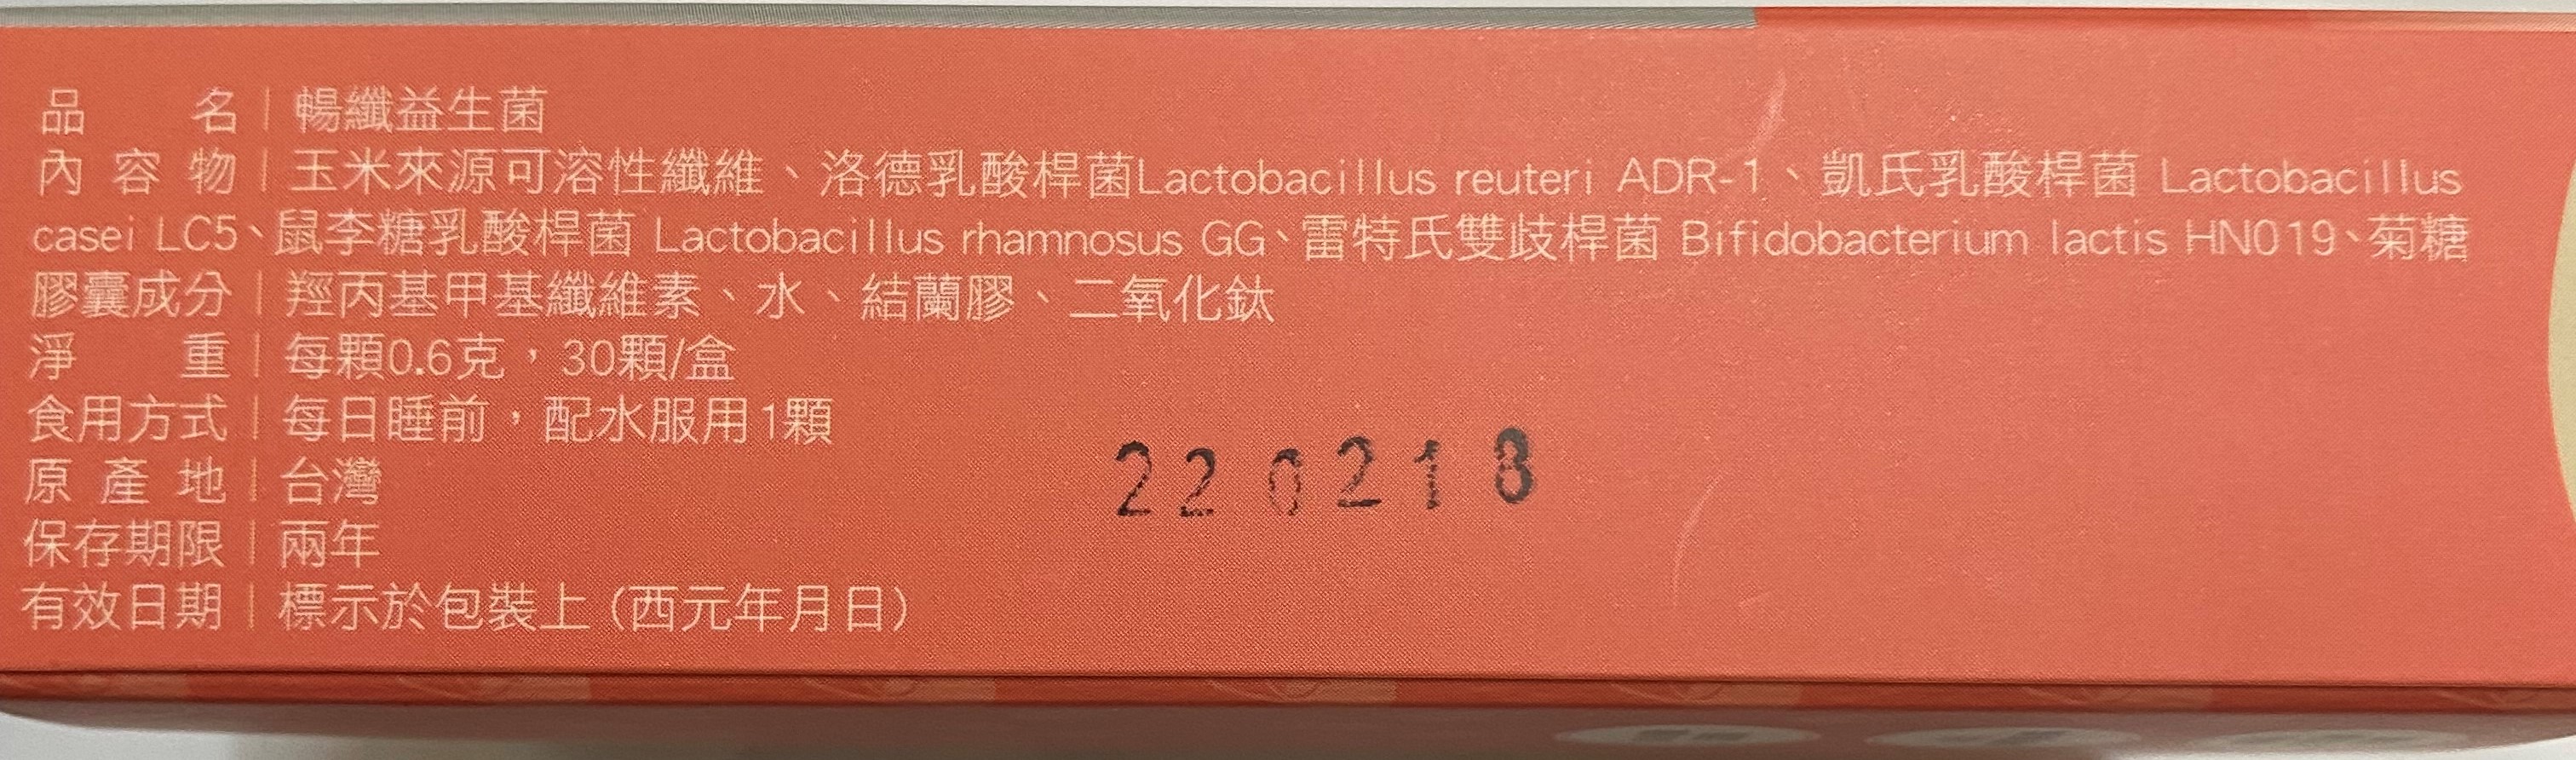 品名｜暢纖益生菌
內容物｜玉米來源可溶性纖維、洛德乳酸桿菌Lactobacillus reuteri ADR-1、凱氏乳酸桿菌 Lactobacillus
casei LC5、鼠李糖乳酸桿菌 Lactobacillus rhamnosus GG、雷特氏雙歧桿菌 Bifidobacterium lactis HN019、菊糖
膠囊成分｜羥丙基甲基纖維素、水、結蘭膠、二氧化鈦
淨重｜每顆0.6克，30顆/盒
食用方式｜每日睡前，配水服用1顆
原產地｜台灣
保存期限｜兩年
有效日期｜標示於包裝上 (西元年月日)
220218